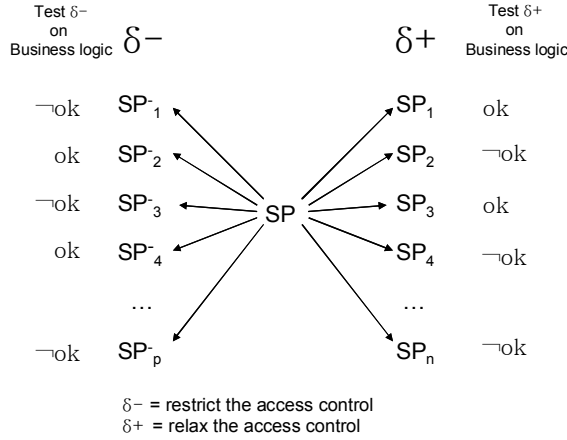 Test δ−
on
Business logic
δ−
δ+
Test δ+
on
Business logic
¬ok SP⁻₁ SP₁ ok
ok SP⁻₂ SP₂ ¬ok
¬ok SP⁻₃ SP SP₃ ok
ok SP⁻₄ SP₄ ¬ok
... ...
¬ok SP⁻ₚ SPₙ ¬ok
δ− = restrict the access control
δ+ = relax the access control